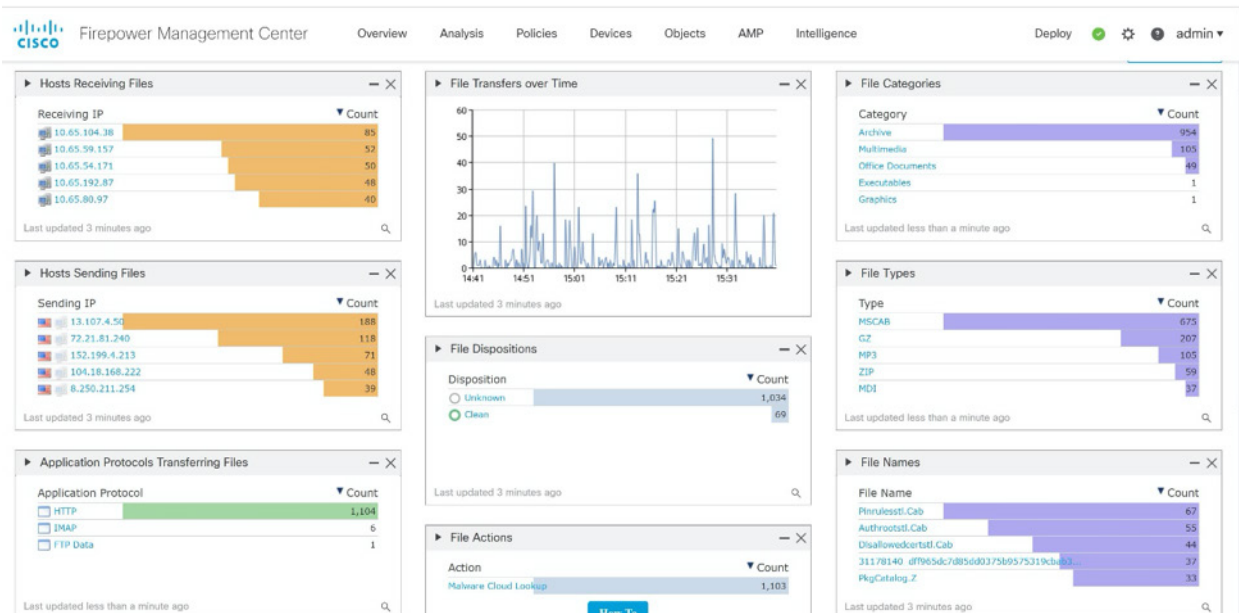 CISCO Firepower Management Center Overview Analysis Policies Devices Objects AMP Intelligence Deploy admin
Hosts Receiving Files
Receiving IP Count
10.65.104.38 85
10.65.59.157 52
10.65.54.171 50
10.65.192.87 48
10.65.80.97 40
Last updated 3 minutes ago
Hosts Sending Files
Sending IP Count
13.107.4.50 188
72.21.81.240 118
152.199.4.213 71
104.18.168.222 48
8.250.211.254 39
Last updated 3 minutes ago
Application Protocols Transferring Files
Application Protocol Count
HTTP 1,104
IMAP 6
FTP Data 1
Last updated less than a minute ago
File Transfers over Time
60
50
40
30
20
10
0
14:41 14:51 15:01 15:11 15:21 15:31
Last updated 3 minutes ago
File Dispositions
Disposition Count
Unknown 1,034
Clean 69
Last updated 3 minutes ago
File Actions
Action Count
Malware Cloud Lookup 1,103
How To
File Categories
Category Count
Archive 954
Multimedia 105
Office Documents 49
Executables 1
Graphics 1
Last updated less than a minute ago
File Types
Type Count
MSCAB 675
GZ 207
MP3 105
ZIP 59
MDI 37
Last updated less than a minute ago
File Names
File Name Count
Pinrulesstl.Cab 67
Authrootstl.Cab 55
Disallowedcertstl.Cab 44
37
PkgCatalog.Z 33
Last updated 3 minutes ago